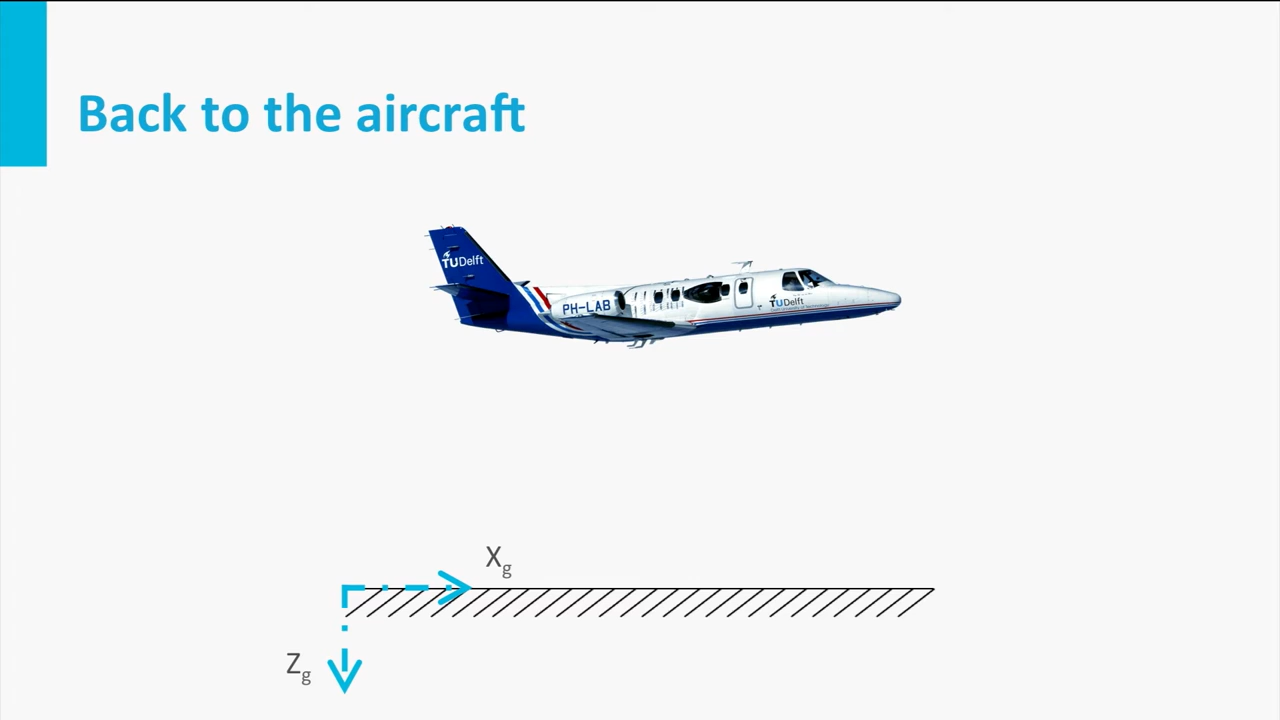 Back to the aircraft
TUDelft
PH-LAB
TUDelft
Xg
Zg